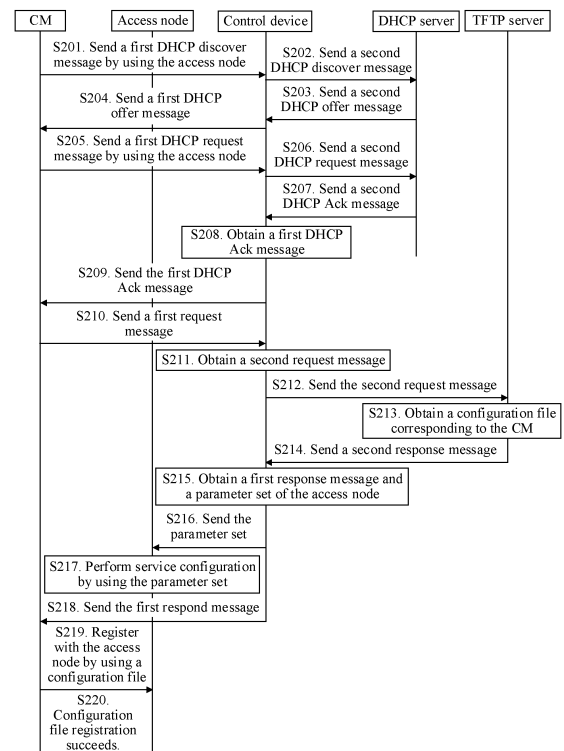 CM
Access node
Control device
DHCP server
TFTP server
S201. Send a first DHCP discover
message by using the access node
S202. Send a second
DHCP discover message
S203. Send a second
DHCP offer message
S204. Send a first DHCP
offer message
S205. Send a first DHCP request
message by using the access node
S206. Send a second
DHCP request message
S207. Send a second
DHCP Ack message
S208. Obtain a first DHCP
Ack message
S209. Send the first DHCP
Ack message
S210. Send a first request
message
S211. Obtain a second request message
S212. Send the second request message
S213. Obtain a configuration file
corresponding to the CM
S214. Send a second response message
S215. Obtain a first response message and
a parameter set of the access node
S216. Send the
parameter set
S217. Perform service configuration
by using the parameter set
S218. Send the first respond message
S219. Register
with the access
node by using a
configuration file
S220.
Configuration
file registration
succeeds.